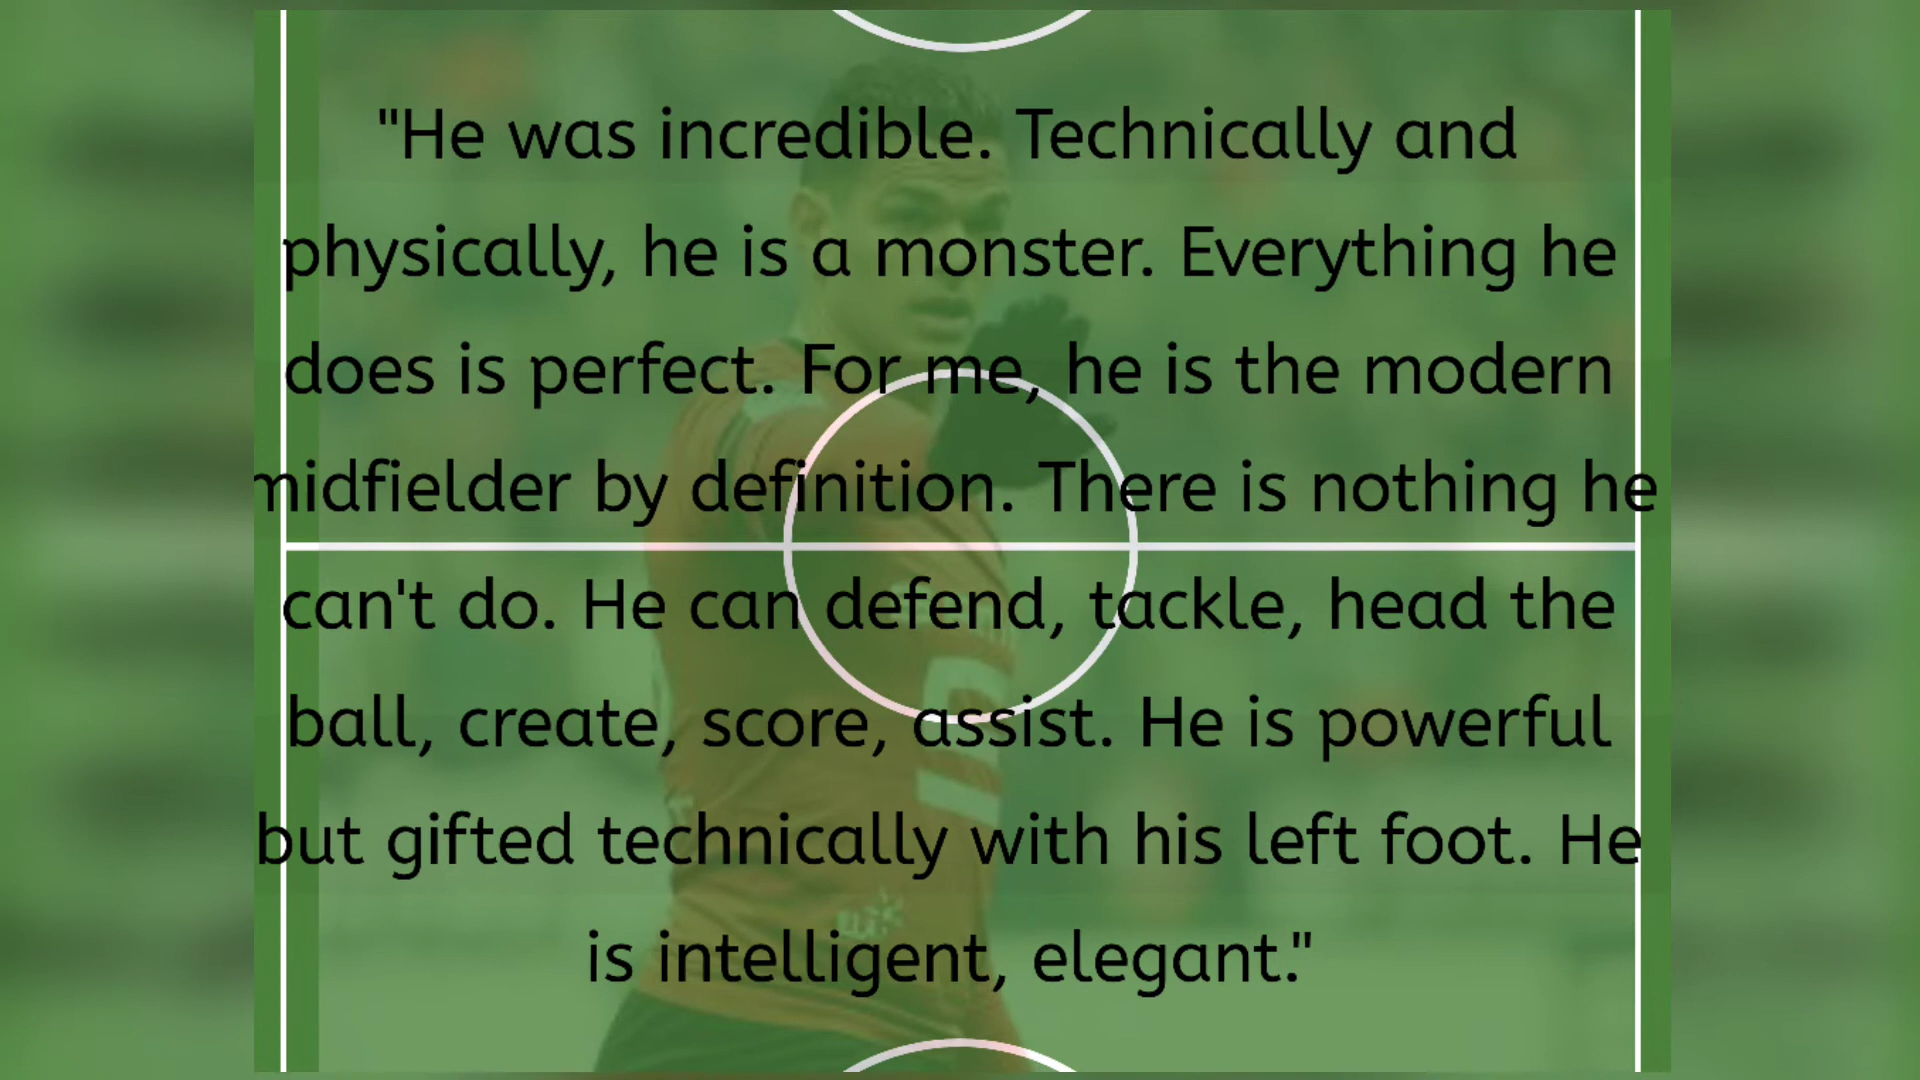 "He was incredible. Technically and
physically, he is a monster. Everything he
does is perfect. For me, he is the modern
midfielder by definition. There is nothing he
can't do. He can defend, tackle, head the
ball, create, score, assist. He is powerful
but gifted technically with his left foot. He
is intelligent, elegant."